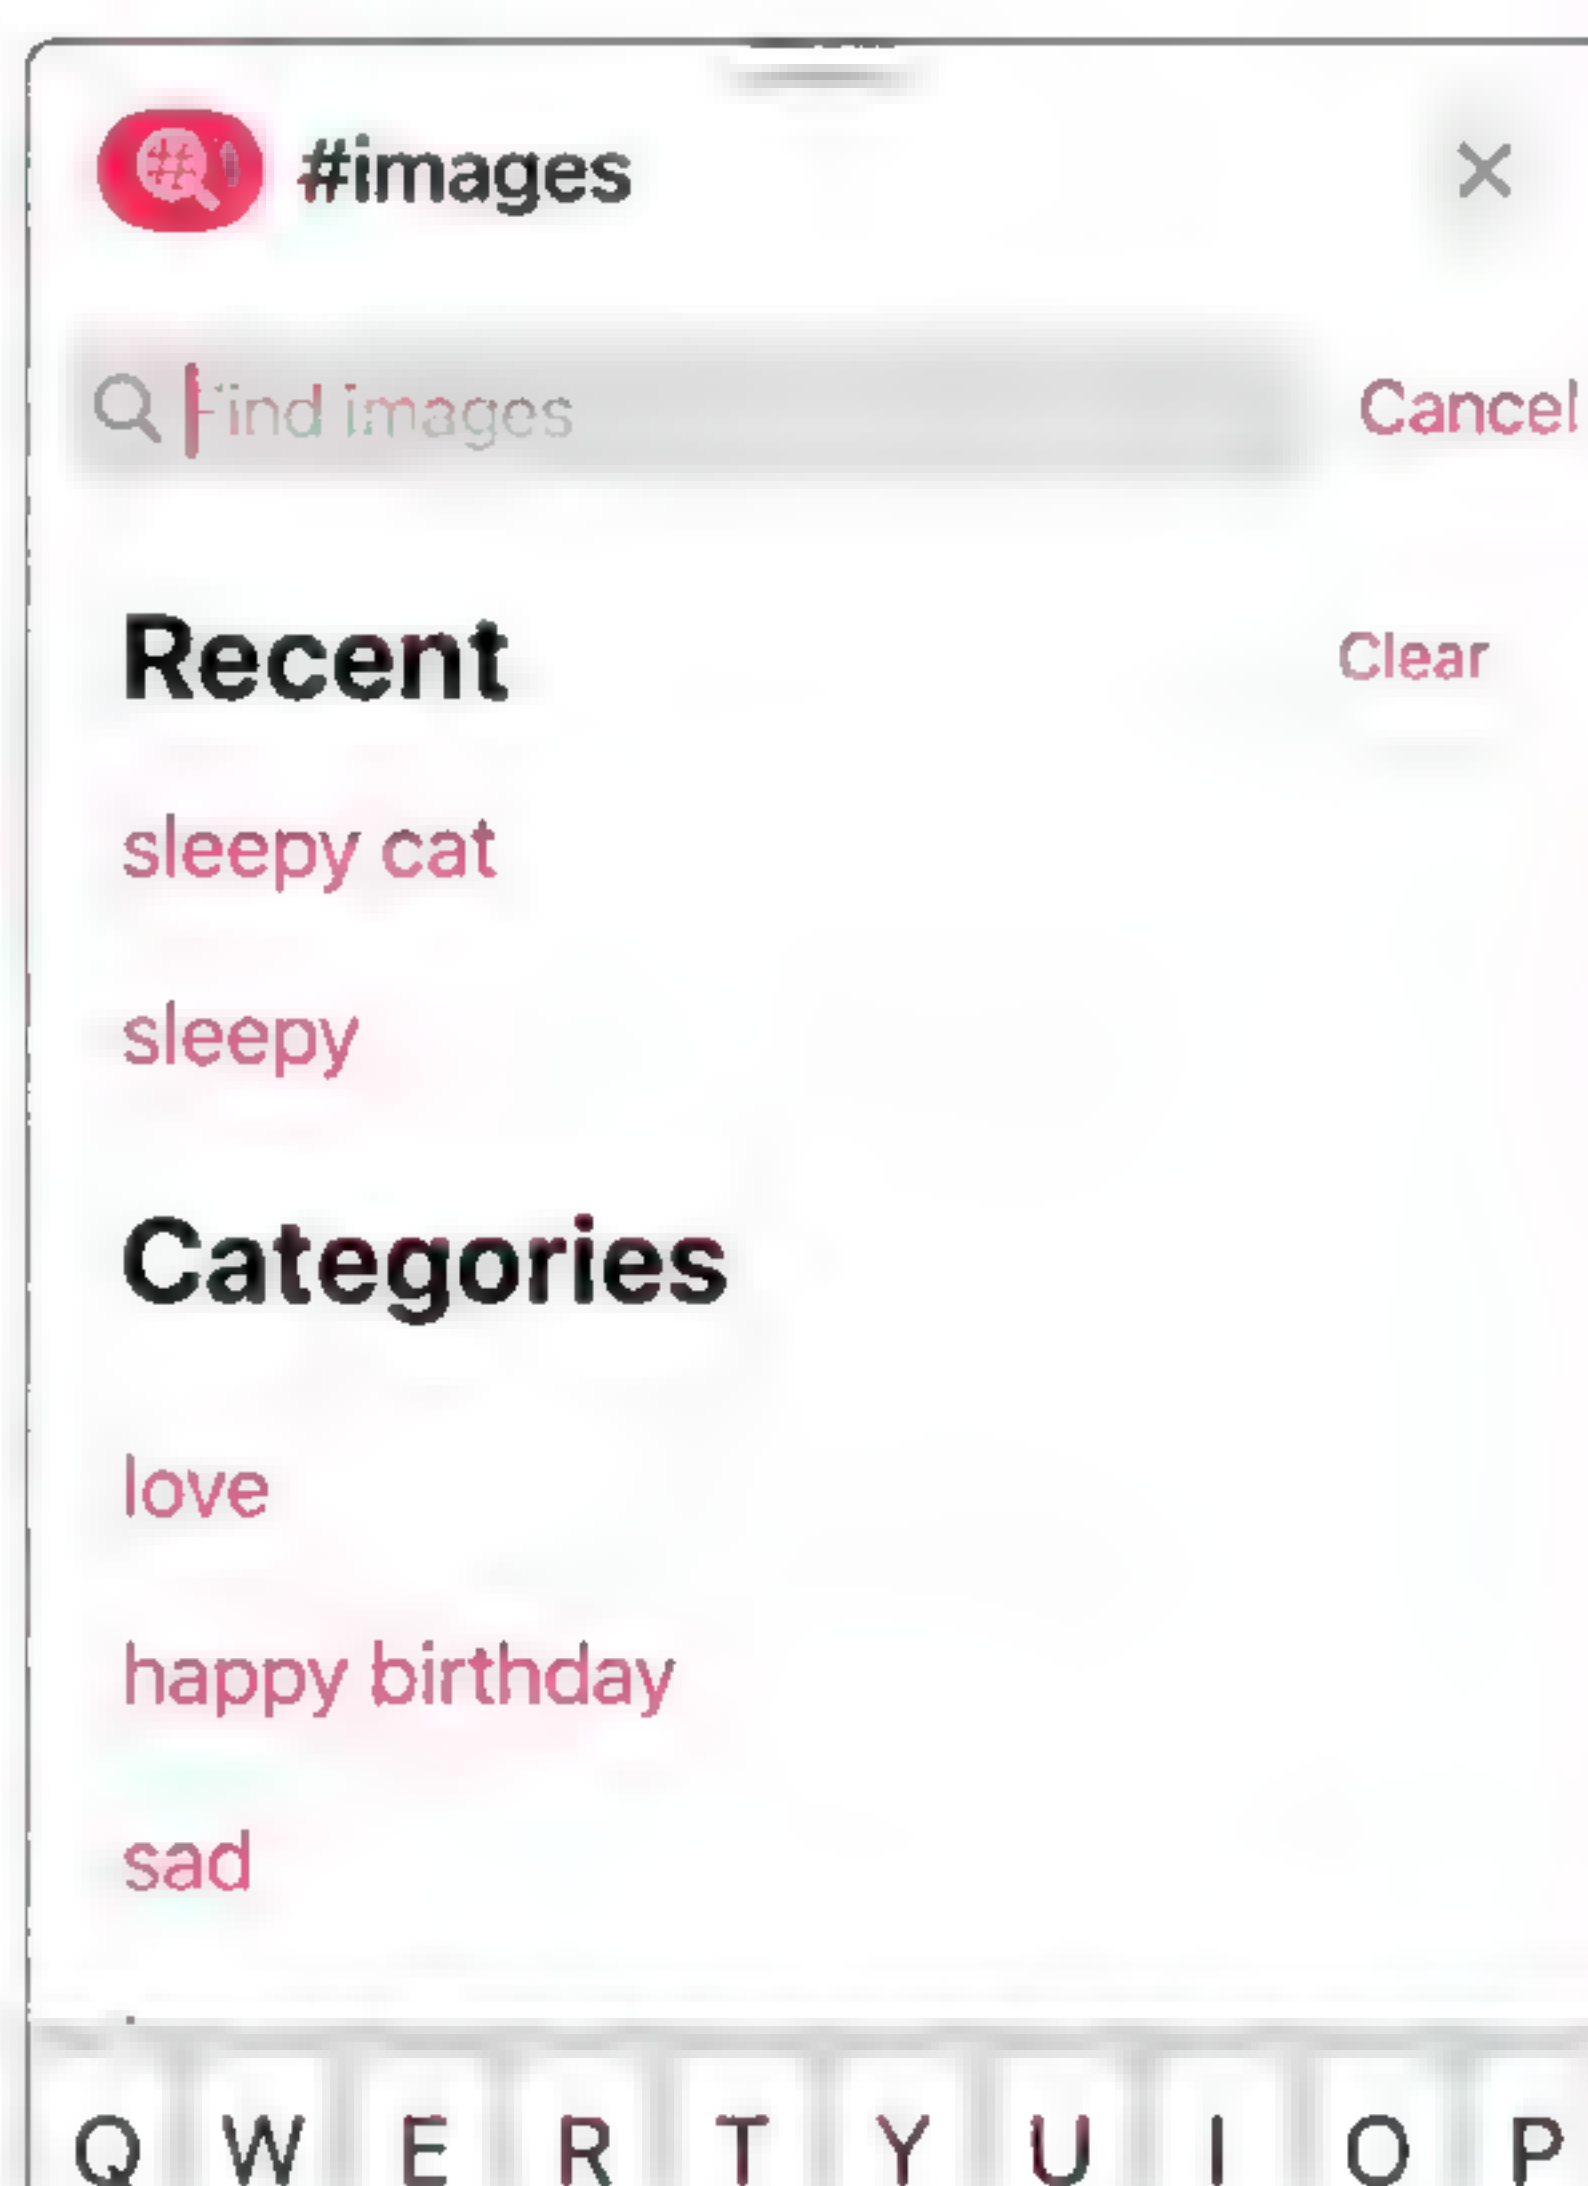 #images
Find images Cancel
Recent Clear
sleepy cat
sleepy
Categories
love
happy birthday
sad
Q W E R T Y U I O P